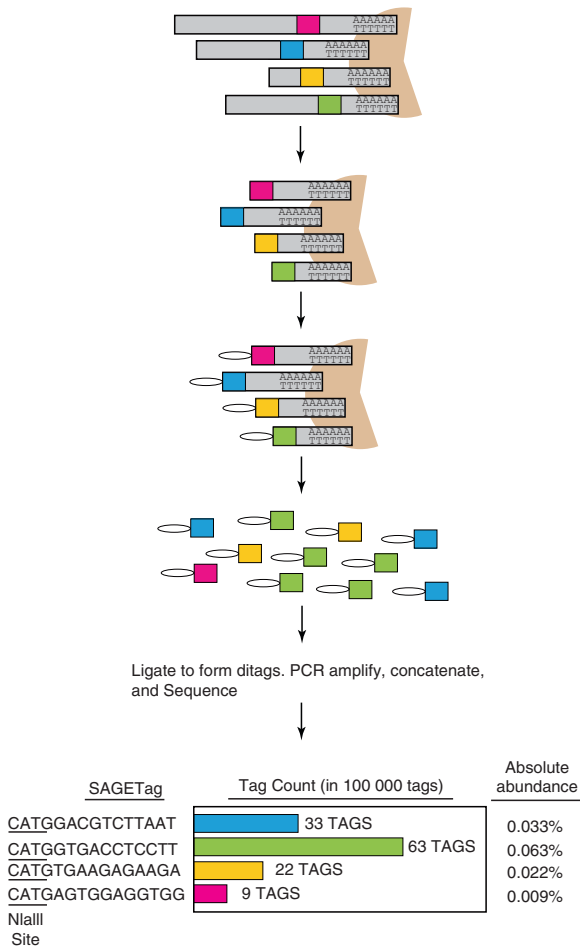 AAAAAA
TTTTTT
AAAAAA
TTTTTT
AAAAAA
TTTTTT
AAAAAA
TTTTTT
AAAAAA
TTTTTT
AAAAAA
TTTTTT
AAAAAA
TTTTTT
AAAAAA
TTTTTT
AAAAAA
TTTTTT
AAAAAA
TTTTTT
AAAAAA
TTTTTT
AAAAAA
TTTTTT
Ligate to form ditags. PCR amplify, concatenate,
and Sequence
SAGETag Tag Count (in 100 000 tags) Absolute
abundance
CATGGACGTCTTAAT 33 TAGS 0.033%
CATGGTGACCTCCTT 63 TAGS 0.063%
CATGTGAAGAGAAGA 22 TAGS 0.022%
CATGAGTGGAGGTGG 9 TAGS 0.009%
NlaIII
Site